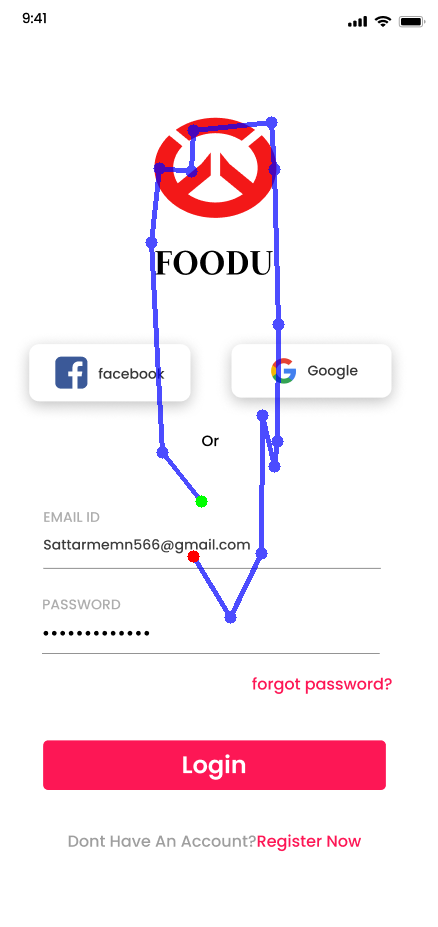 9:41
FOODU
facebook
Google
Or
EMAIL ID
Sattarmemn566@gmail.com
PASSWORD
•••••••••••••
forgot password?
Login
Dont Have An Account?Register Now